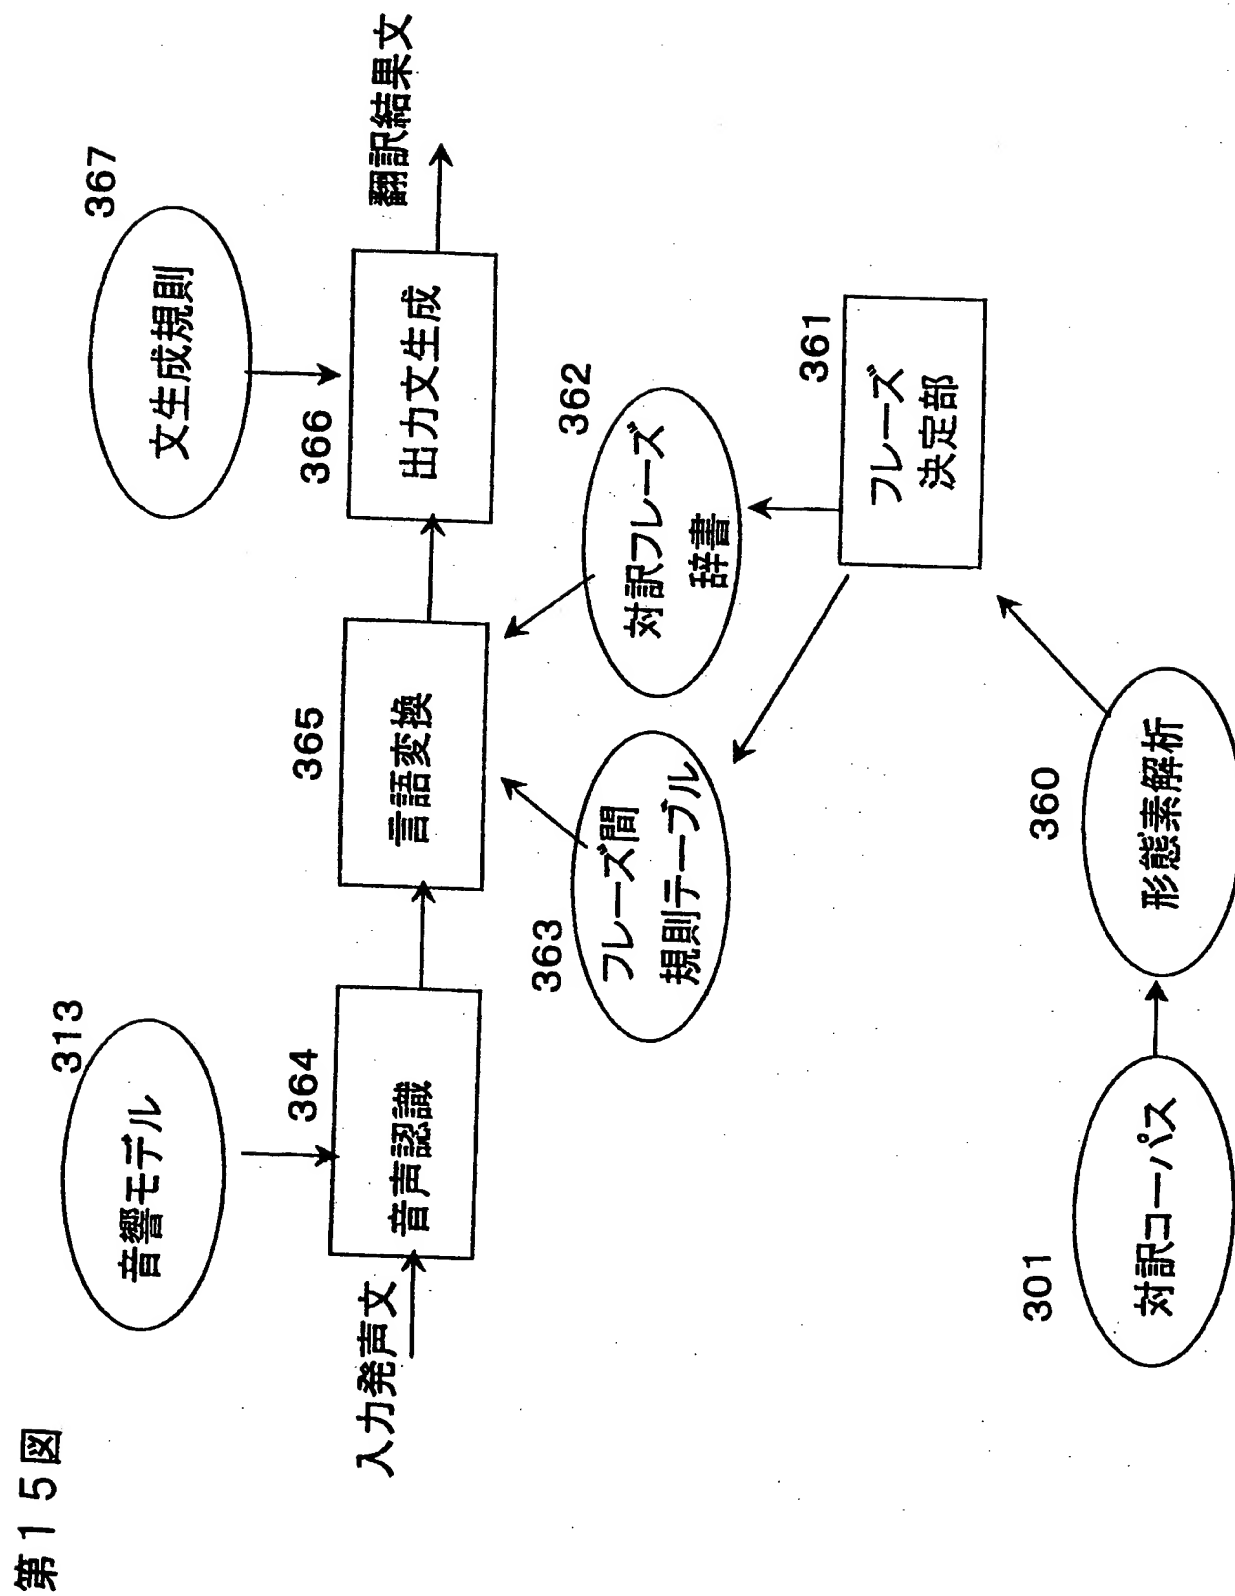 第15図
313
音響モデル
367
文生成規則
入力発声文
364
音声認識
365
言語変換
366
出力文生成
翻訳結果文
363
フレーズ間
規則テーブル
362
対訳フレーズ
辞書
361
フレーズ
決定部
301
対訳コーパス
360
形態素解析